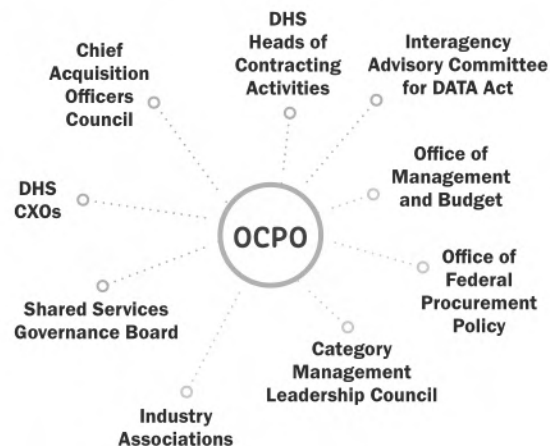 DHS
Heads of
Contracting
Activities
Interagency
Advisory Committee
for DATA Act
Office of
Management
and Budget
Office of
Federal
Procurement
Policy
Category
Management
Leadership Council
Industry
Associations
Shared Services
Governance Board
DHS
CXOs
Chief
Acquisition
Officers
Council
OCPO